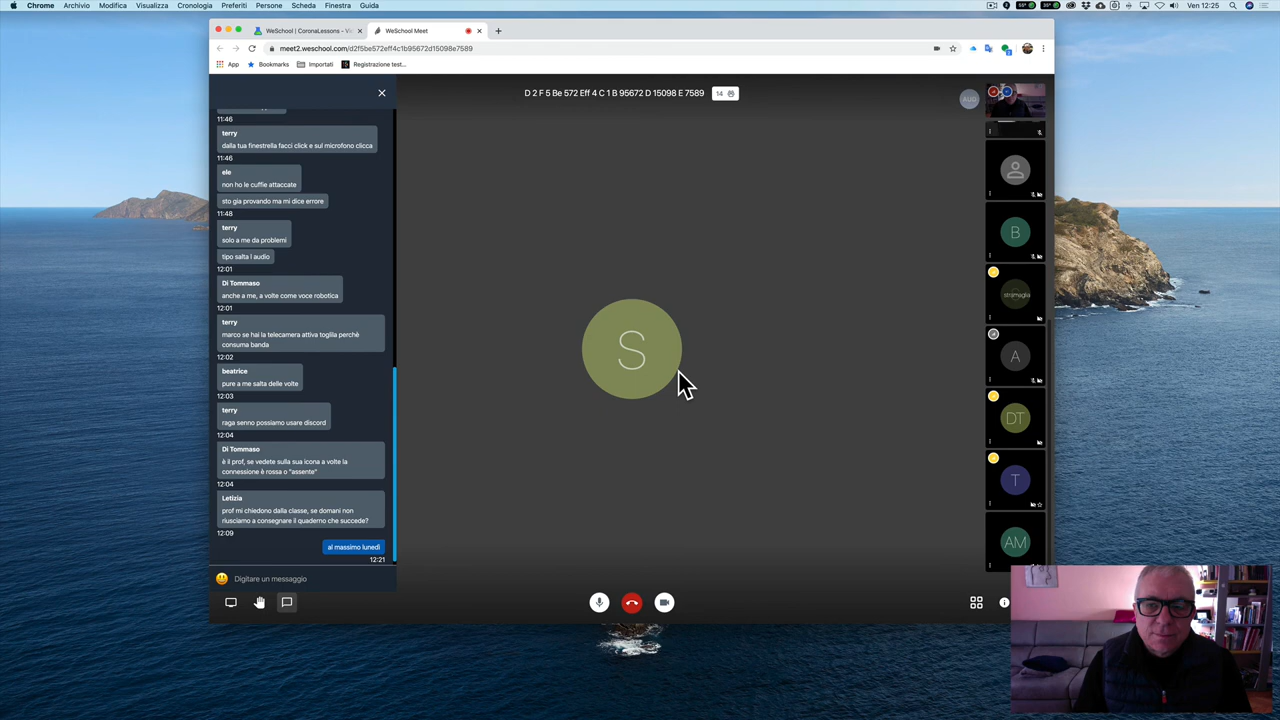 Chrome Archivio Modifica Visualizza Cronologia Preferiti Persone Scheda Finestra Guida
55° 35° Ven 12:25
WeSchool | CoronaLessons - Vi
WeSchool Meet
meet2.weschool.com/d2f5be572eff4c1b95672d15098e7589
App Bookmarks Importati Registrazione test...
D 2 F 5 Be 572 Eff 4 C 1 B 95672 D 15098 E 7589 14
AUD
11:46
terry
dalla tua finestrella facci click e sul microfono clicca
11:46
ele
non ho le cuffie attaccate
sto gia provando ma mi dice errore
11:48
terry
solo a me da problemi
tipo salta l audio
12:01
Di Tommaso
anche a me, a volte come voce robotica
12:01
terry
marco se hai la telecamera attiva toglila perchè
consuma banda
12:02
beatrice
pure a me salta delle volte
12:03
terry
raga senno possiamo usare discord
12:04
Di Tommaso
è il prof, se vedete sulla sua icona a volte la
connessione è rossa o "assente"
12:04
Letizia
prof mi chiedono dalla classe, se domani non
riusciamo a consegnare il quaderno che succede?
12:09
al massimo lunedì
12:21
Digitare un messaggio
S
B
stramaglia
A
DT
T
AM